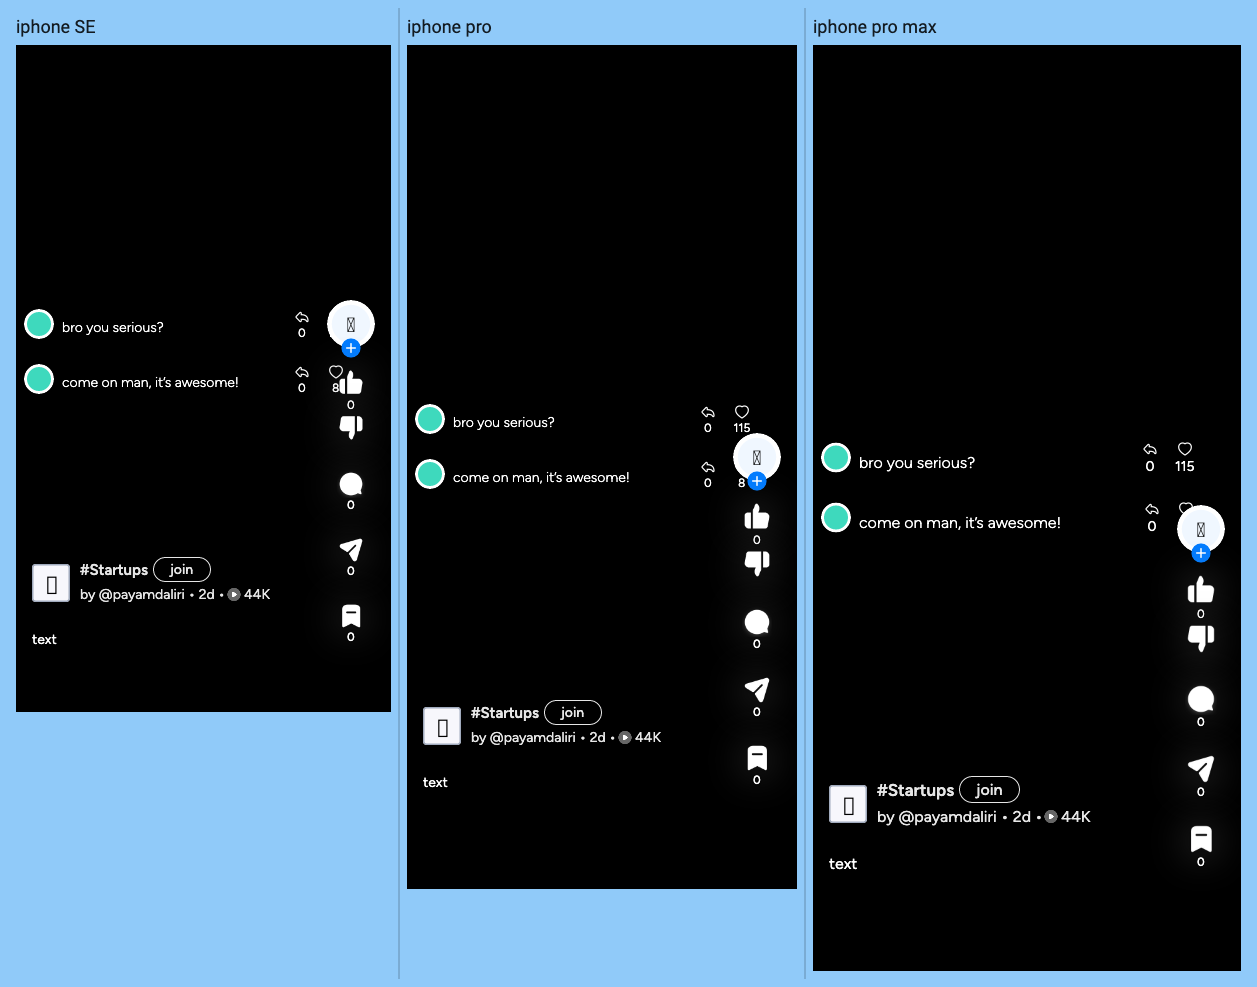 iphone SE
bro you serious?
0
come on man, it's awesome!
0
8
0
0
#Startups join
by @payamdaliri • 2d • 44K
0
text
0
iphone pro
bro you serious?
0
115
come on man, it's awesome!
0
8
0
0
#Startups join
by @payamdaliri • 2d • 44K
0
text
0
iphone pro max
bro you serious?
0
115
come on man, it's awesome!
0
0
0
#Startups join
by @payamdaliri • 2d • 44K
0
text
0